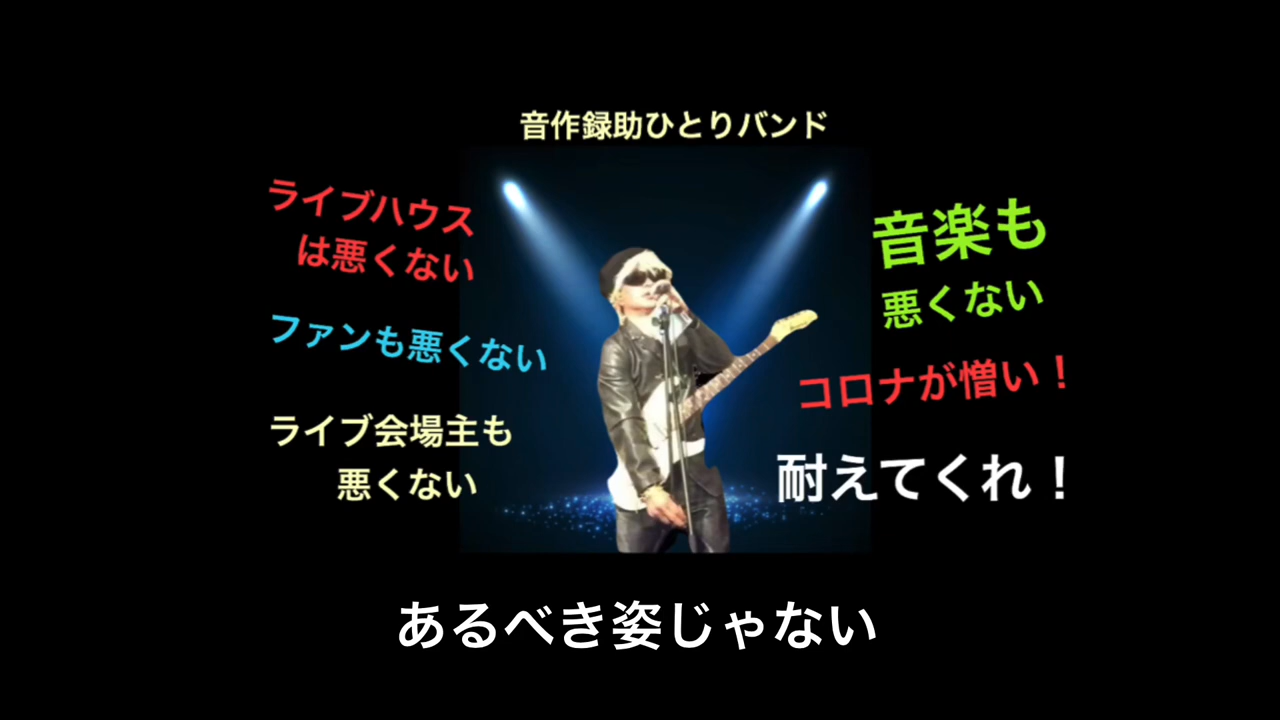 音作録助ひとりバンド
ライブハウス
は悪くない
ファンも悪くない
ライブ会場主も
悪くない
音楽も
悪くない
コロナが憎い！
耐えてくれ！
あるべき姿じゃない